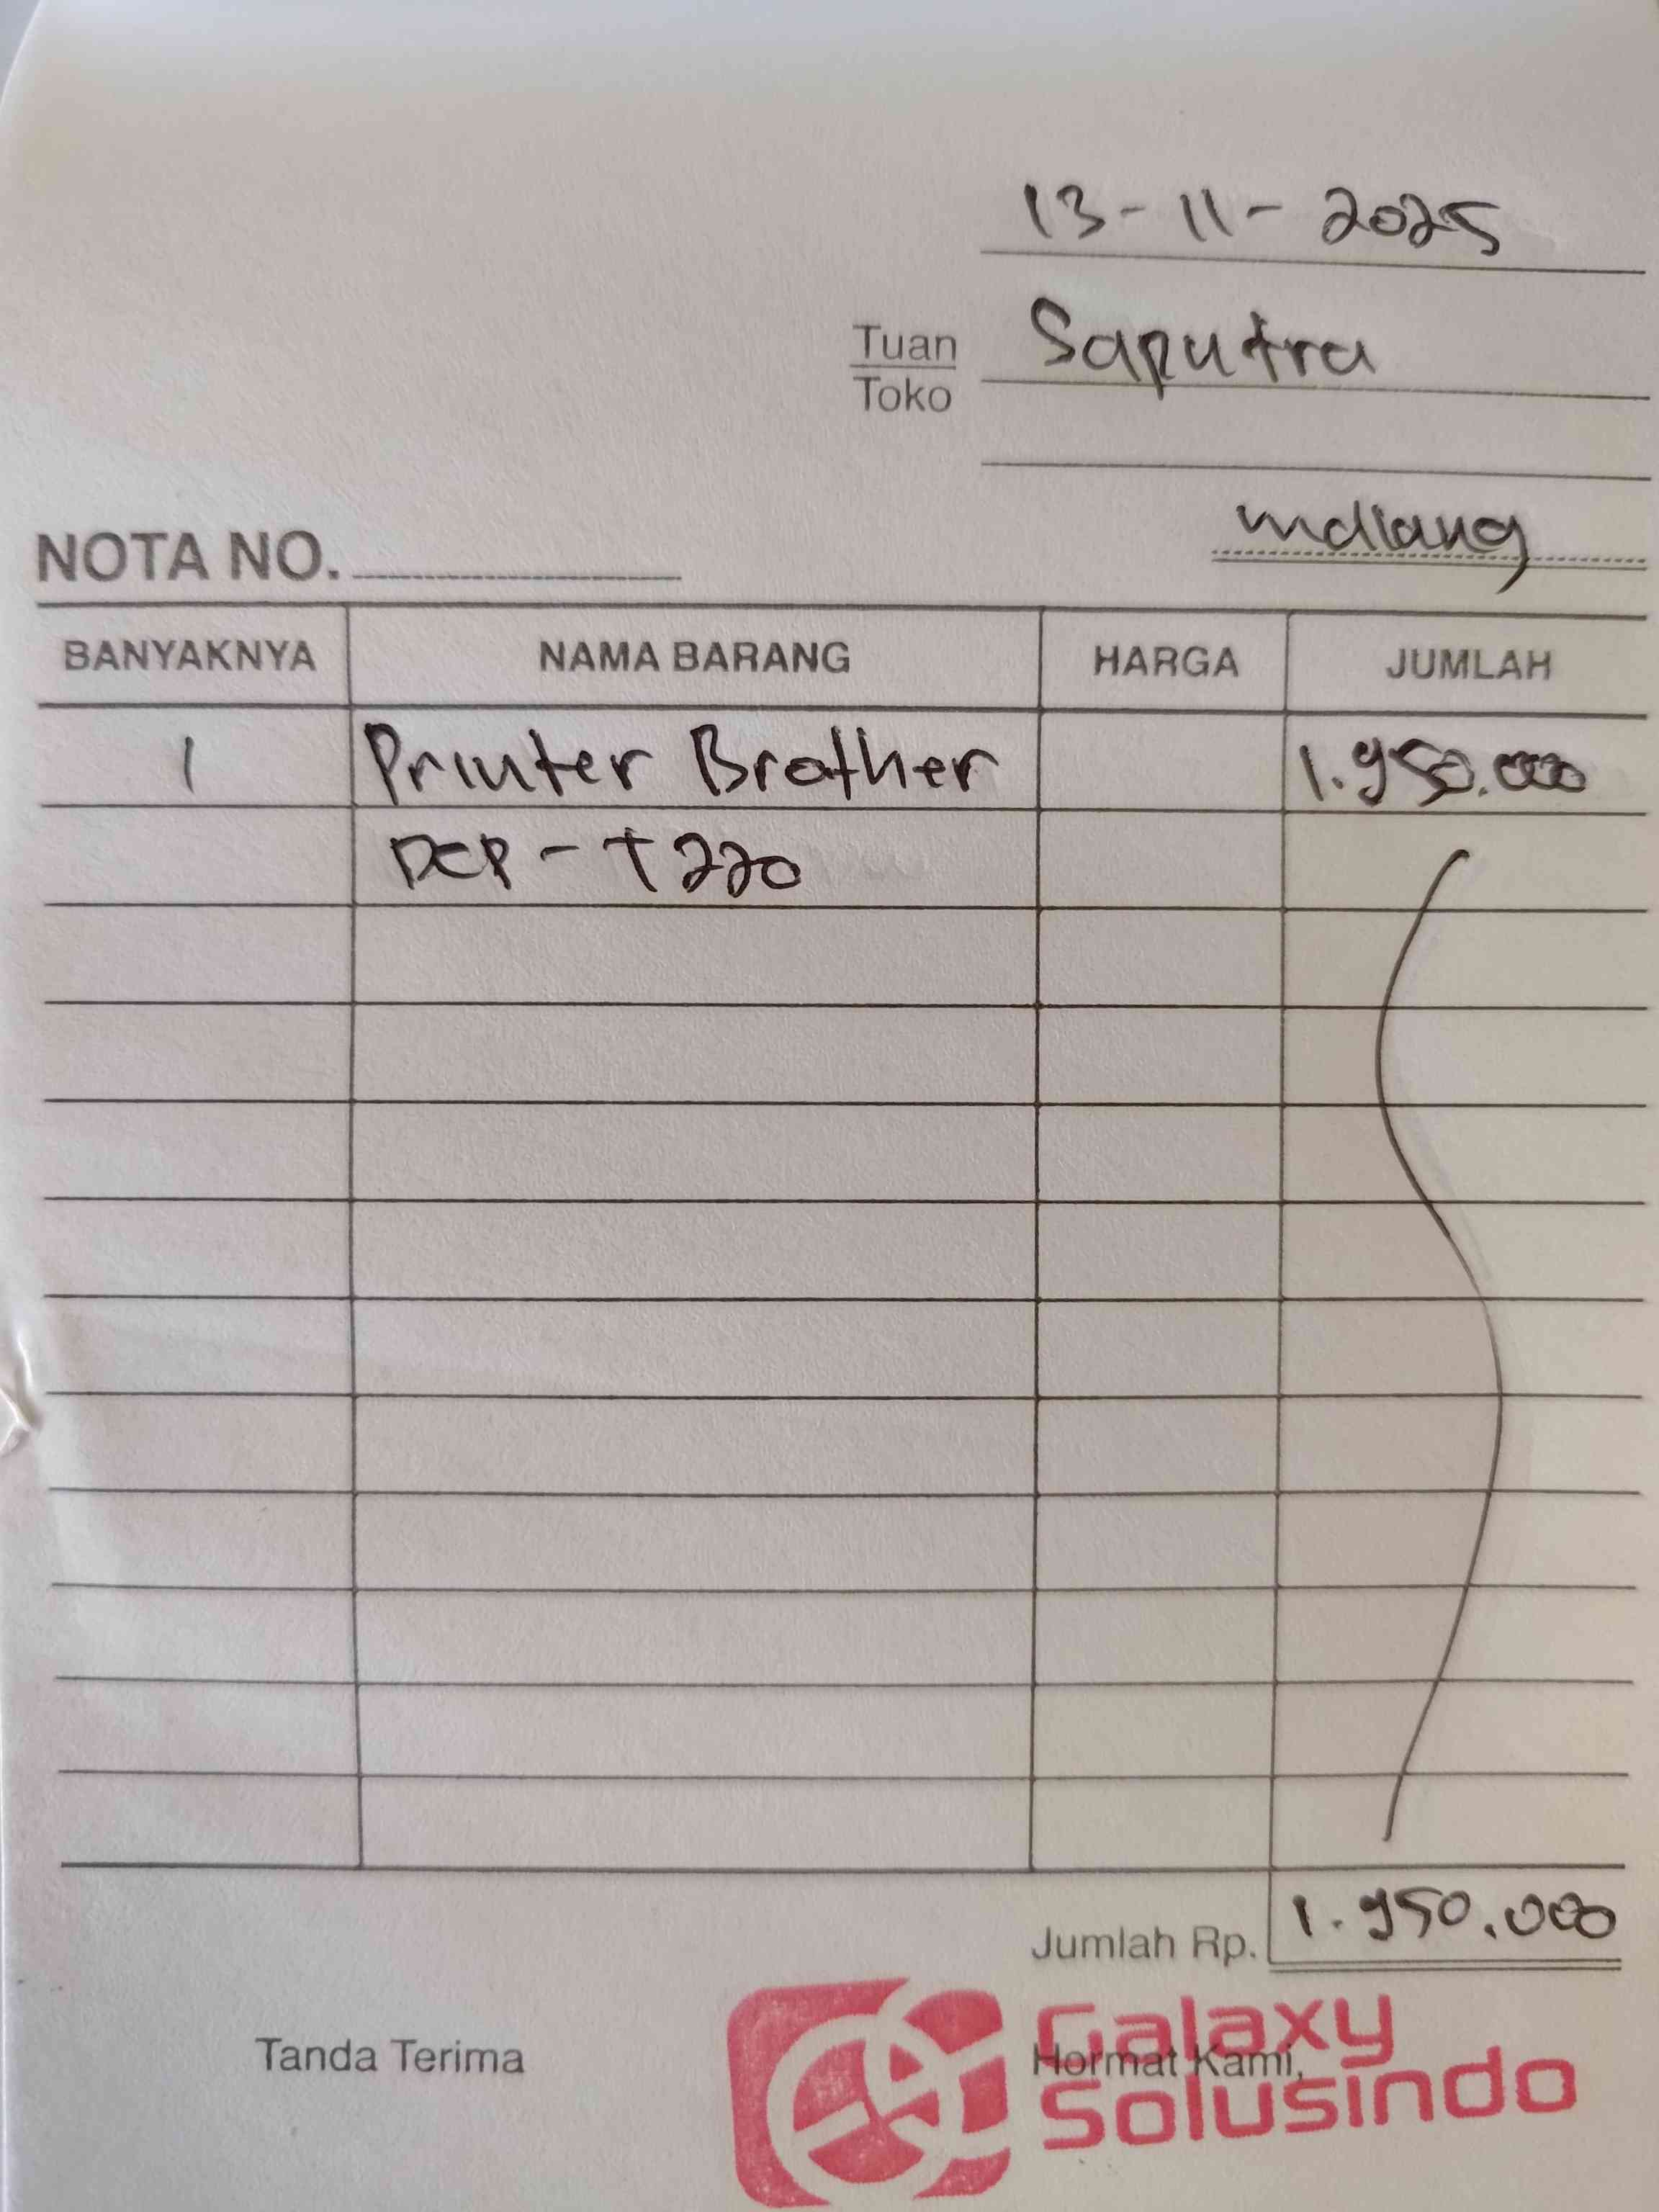 13-11-2025
Tuan
Toko
Saputra
Malang
NOTA NO.
BANYAKNYA NAMA BARANG HARGA JUMLAH
1 Printer Brother 1.950.000
DCP-T220
Jumlah Rp. 1.950.000
Tanda Terima Hormat Kami,
Galaxy
Solusindo